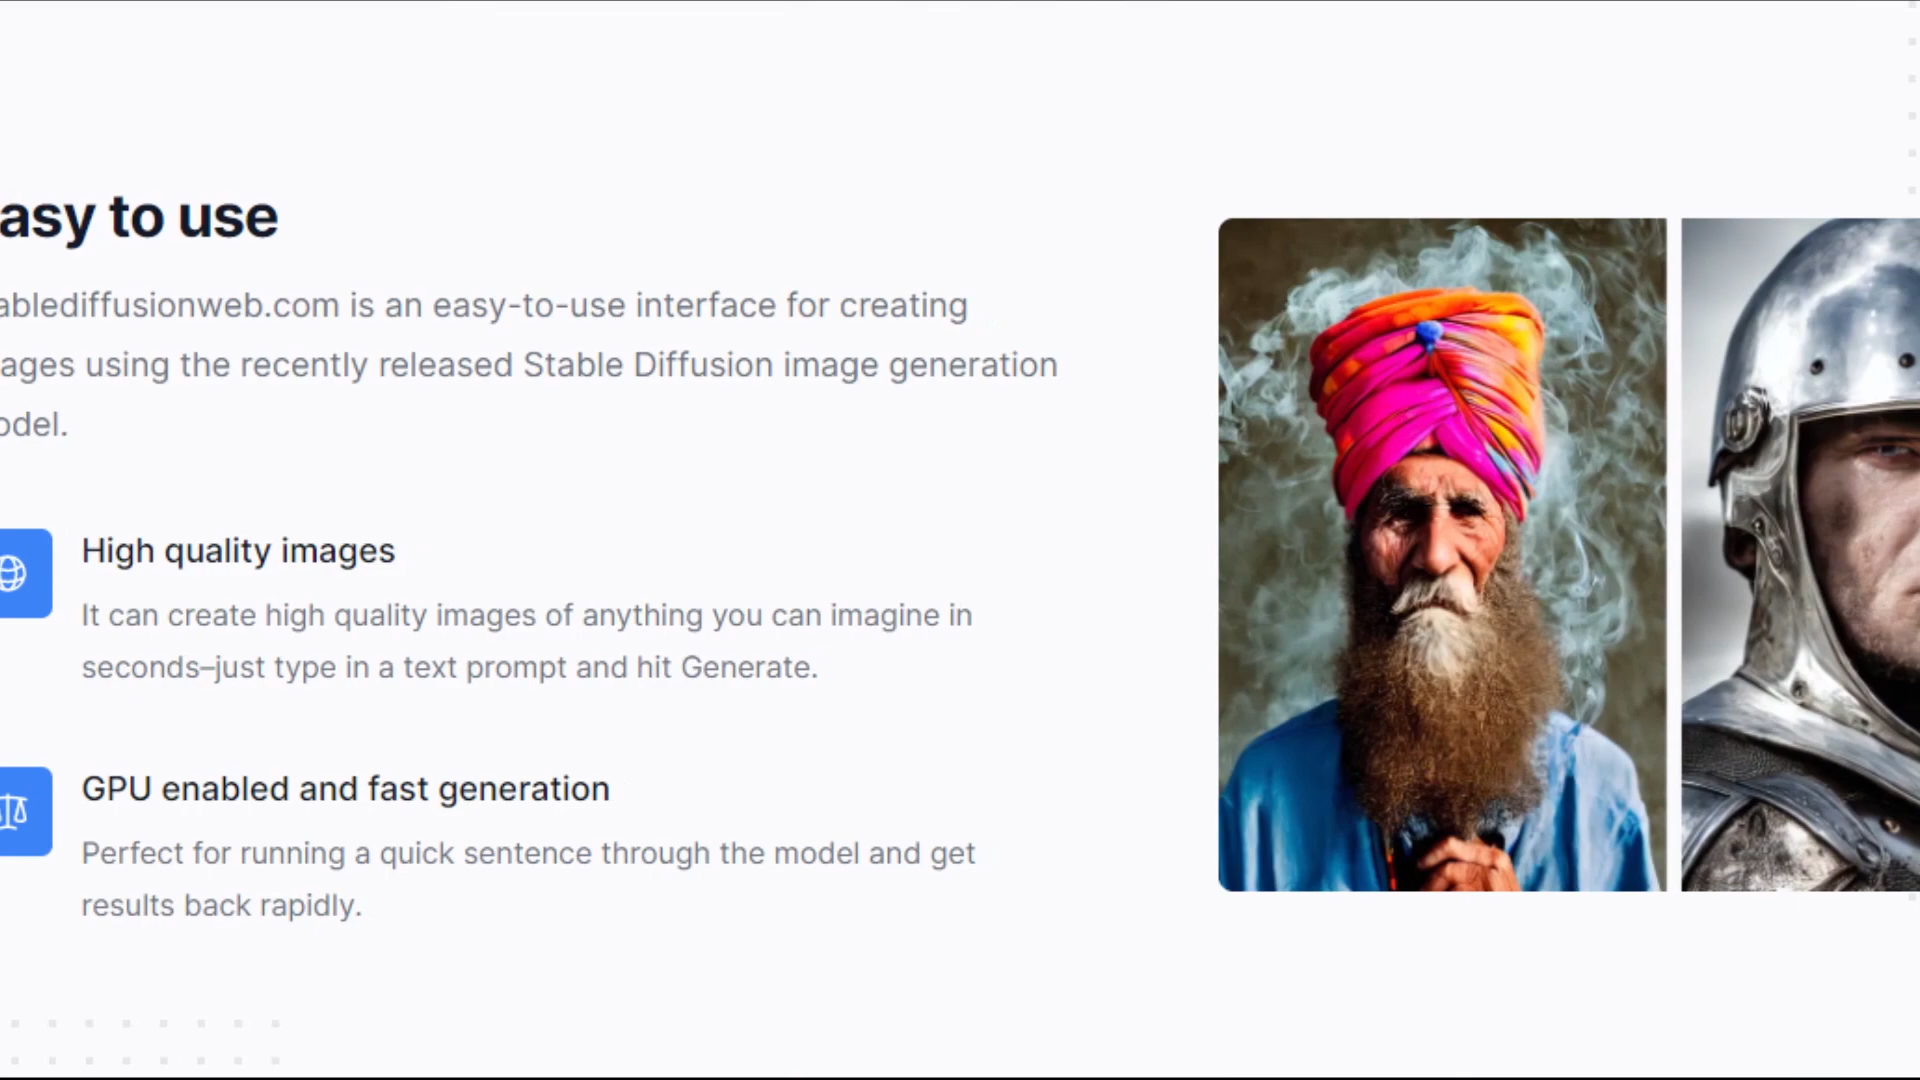 asy to use
ablediffusionweb.com is an easy-to-use interface for creating
ages using the recently released Stable Diffusion image generation
odel.
High quality images
It can create high quality images of anything you can imagine in
seconds–just type in a text prompt and hit Generate.
GPU enabled and fast generation
Perfect for running a quick sentence through the model and get
results back rapidly.